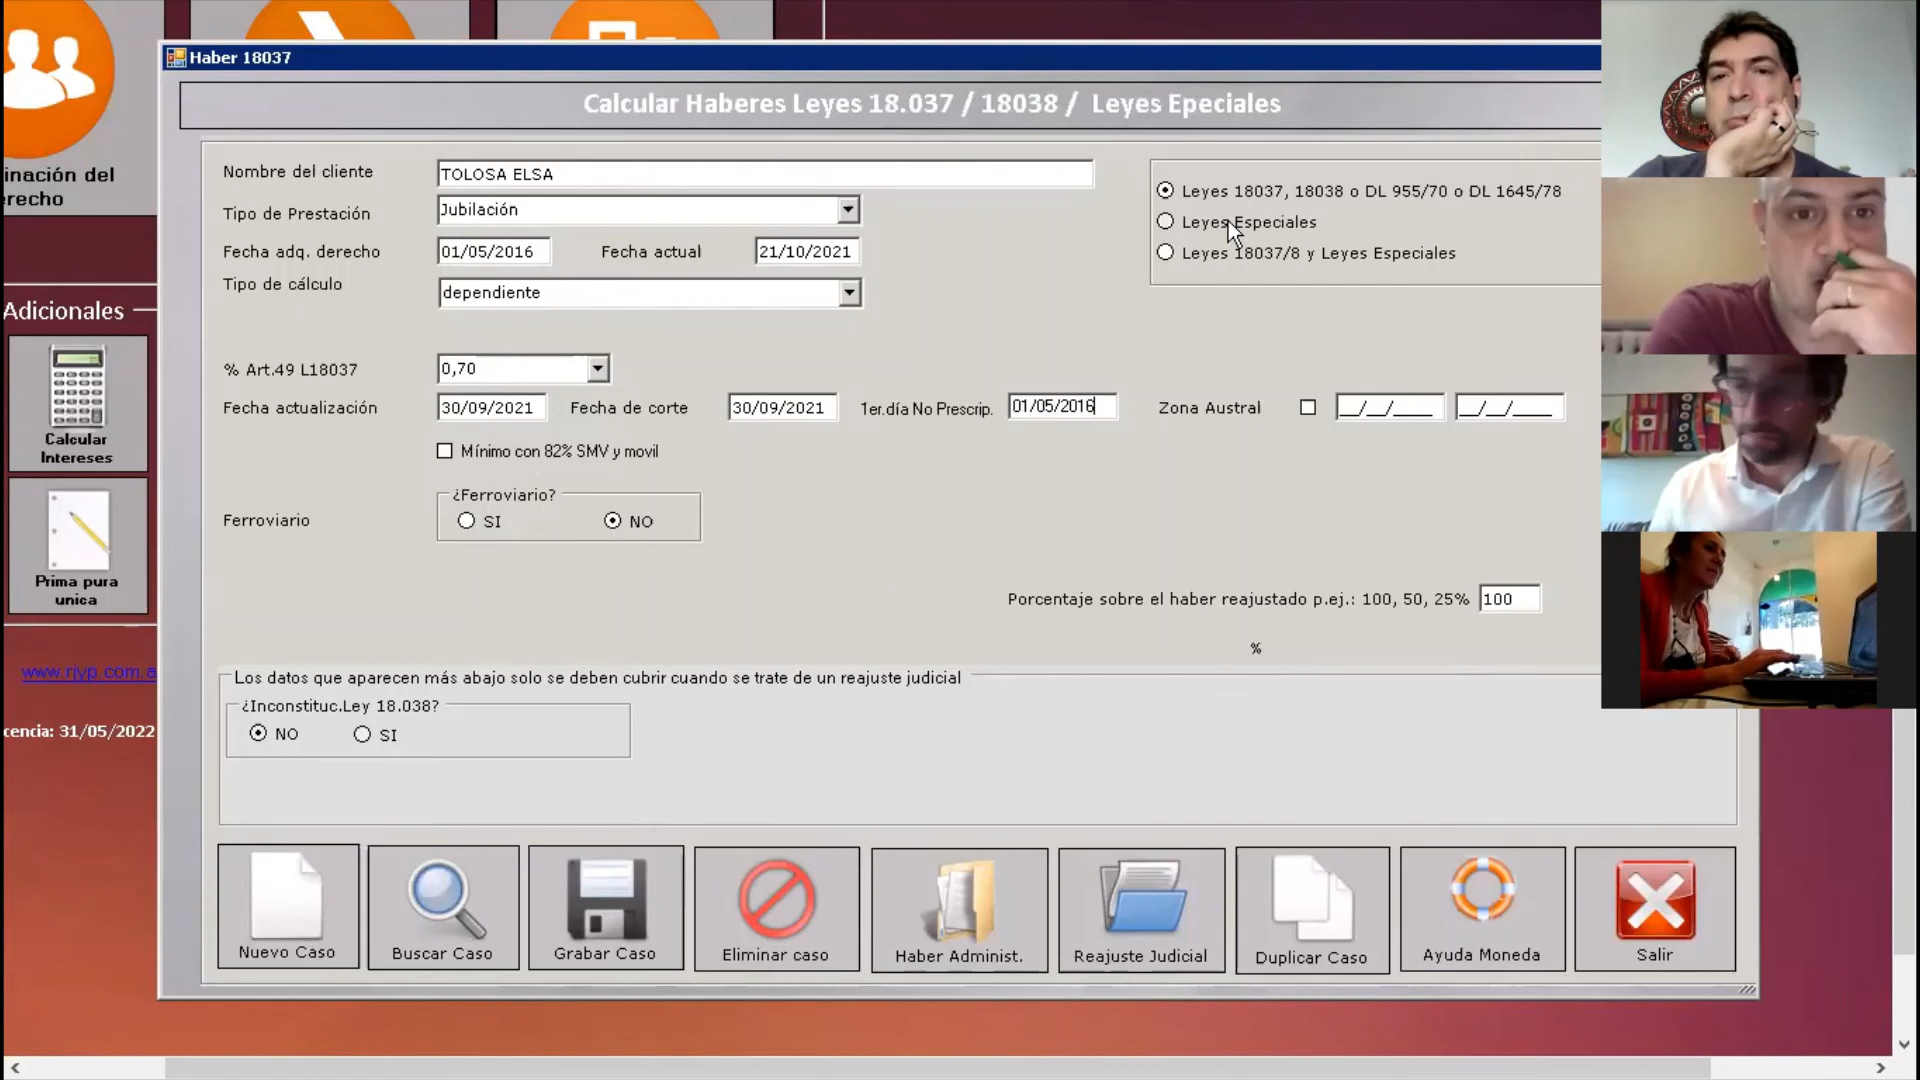 Haber 18037
Calcular Haberes Leyes 18.037 / 18038 / Leyes Epeciales
inación del
erecho
Nombre del cliente
TOLOSA ELSA
Tipo de Prestación
Jubilación
Fecha adq. derecho
01/05/2016
Fecha actual
21/10/2021
Tipo de cálculo
dependiente
Leyes 18037, 18038 o DL 955/70 o DL 1645/78
Leyes Especiales
Leyes 18037/8 y Leyes Especiales
Adicionales
Calcular
Intereses
Prima pura
unica
www.rjyp.com.a
cencia: 31/05/2022
% Art.49 L18037
0,70
Fecha actualización
30/09/2021
Fecha de corte
30/09/2021
1er.día No Prescrip.
01/05/2016
Zona Austral
__/__/____
__/__/____
Mínimo con 82% SMV y movil
Ferroviario
¿Ferroviario?
SI
NO
Porcentaje sobre el haber reajustado p.ej.: 100, 50, 25%
100
%
Los datos que aparecen más abajo solo se deben cubrir cuando se trate de un reajuste judicial
¿Inconstituc.Ley 18.038?
NO
SI
Nuevo Caso
Buscar Caso
Grabar Caso
Eliminar caso
Haber Administ.
Reajuste Judicial
Duplicar Caso
Ayuda Moneda
Salir